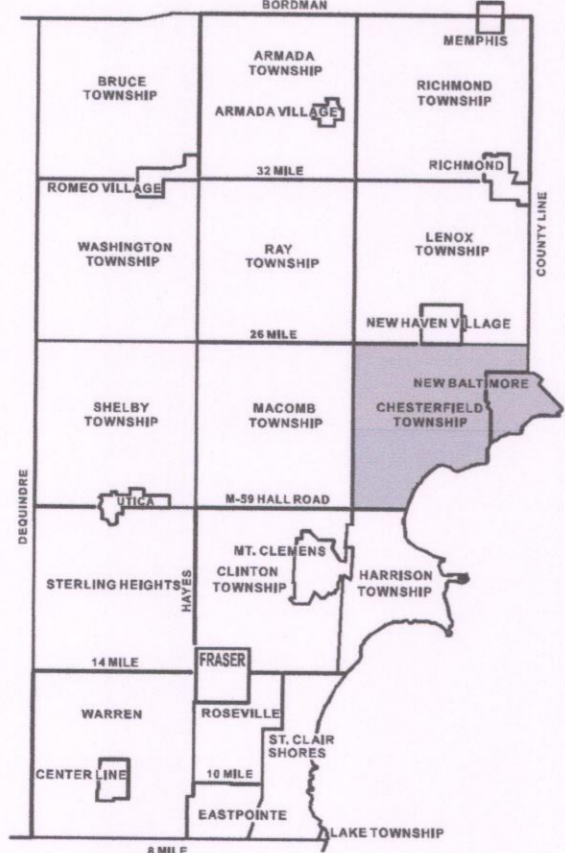 BORDMAN
MEMPHIS
ARMADA
TOWNSHIP
BRUCE
TOWNSHIP
RICHMOND
TOWNSHIP
ARMADA VILLAGE
RICHMOND
32 MILE
ROMEO VILLAGE
COUNTY LINE
WASHINGTON
TOWNSHIP
RAY
TOWNSHIP
LENOX
TOWNSHIP
NEW HAVEN VILLAGE
26 MILE
NEW BALTIMORE
SHELBY
TOWNSHIP
MACOMB
TOWNSHIP
CHESTERFIELD
TOWNSHIP
UTICA
M-59 HALL ROAD
DEQUINDRE
MT. CLEMENS
CLINTON
TOWNSHIP
HARRISON
TOWNSHIP
STERLING HEIGHTS
HAYES
14 MILE
FRASER
WARREN
ROSEVILLE
ST. CLAIR
SHORES
CENTER LINE
10 MILE
EASTPOINTE
LAKE TOWNSHIP
8 MILE